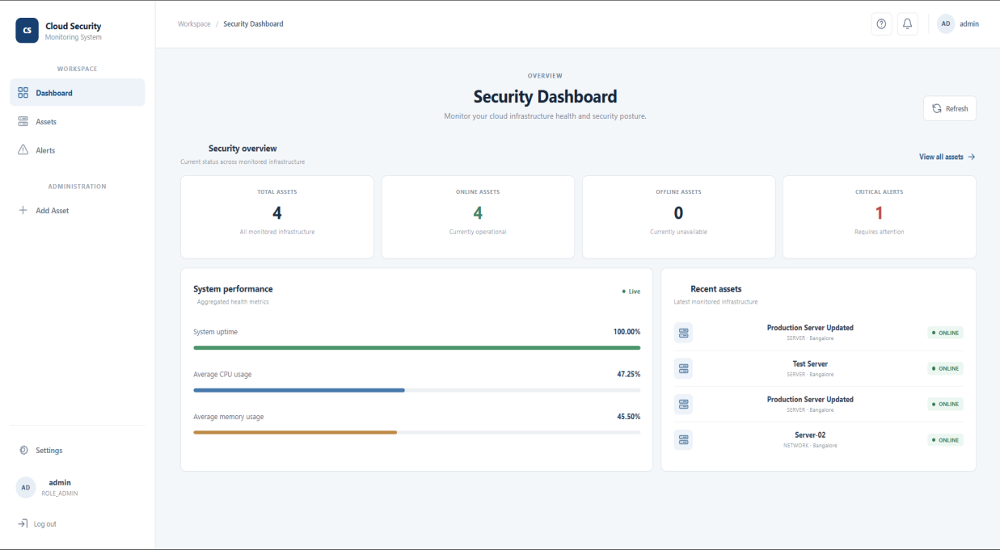 CS
Cloud Security
Monitoring System
WORKSPACE
Dashboard
Assets
Alerts
ADMINISTRATION
Add Asset
Settings
AD
admin
ROLE_ADMIN
Log out
Workspace / Security Dashboard
AD admin
OVERVIEW
Security Dashboard
Monitor your cloud infrastructure health and security posture.
Refresh
Security overview
Current status across monitored infrastructure
View all assets →
TOTAL ASSETS
4
All monitored infrastructure
ONLINE ASSETS
4
Currently operational
OFFLINE ASSETS
0
Currently unavailable
CRITICAL ALERTS
1
Requires attention
System performance
Aggregated health metrics
Live
System uptime 100.00%
Average CPU usage 47.25%
Average memory usage 45.50%
Recent assets
Latest monitored infrastructure
Production Server Updated
SERVER · Bangalore
ONLINE
Test Server
SERVER · Bangalore
ONLINE
Production Server Updated
SERVER · Bangalore
ONLINE
Server-02
NETWORK · Bangalore
ONLINE